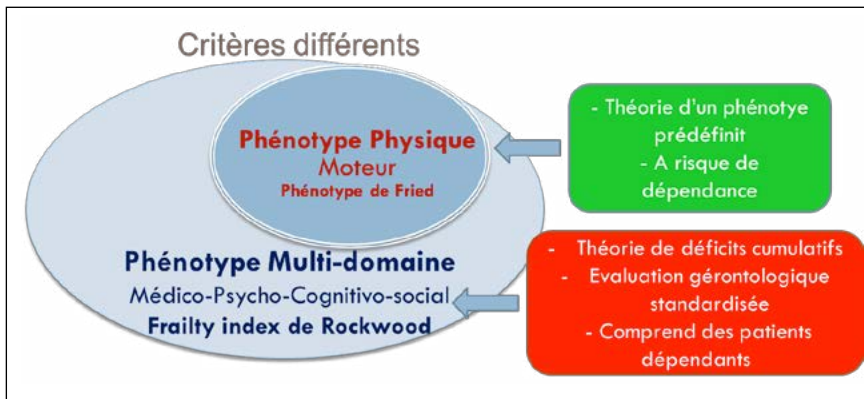 Critères différents
Phénotype Physique
Moteur
Phénotype de Fried
Phénotype Multi-domaine
Médico-Psycho-Cognitivo-social
Frailty index de Rockwood
- Théorie d'un phénotye
prédéfinit
- A risque de
dépendance
- Théorie de déficits cumulatifs
- Evaluation gérontologique
standardisée
- Comprend des patients
dépendants